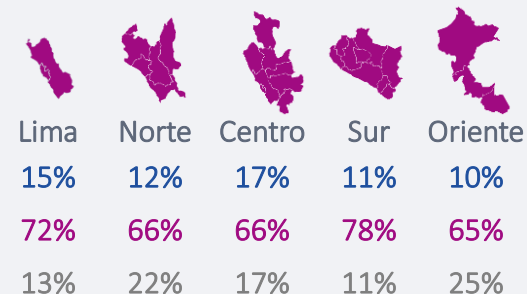 Lima Norte Centro Sur Oriente
15% 12% 17% 11% 10%
72% 66% 66% 78% 65%
13% 22% 17% 11% 25%